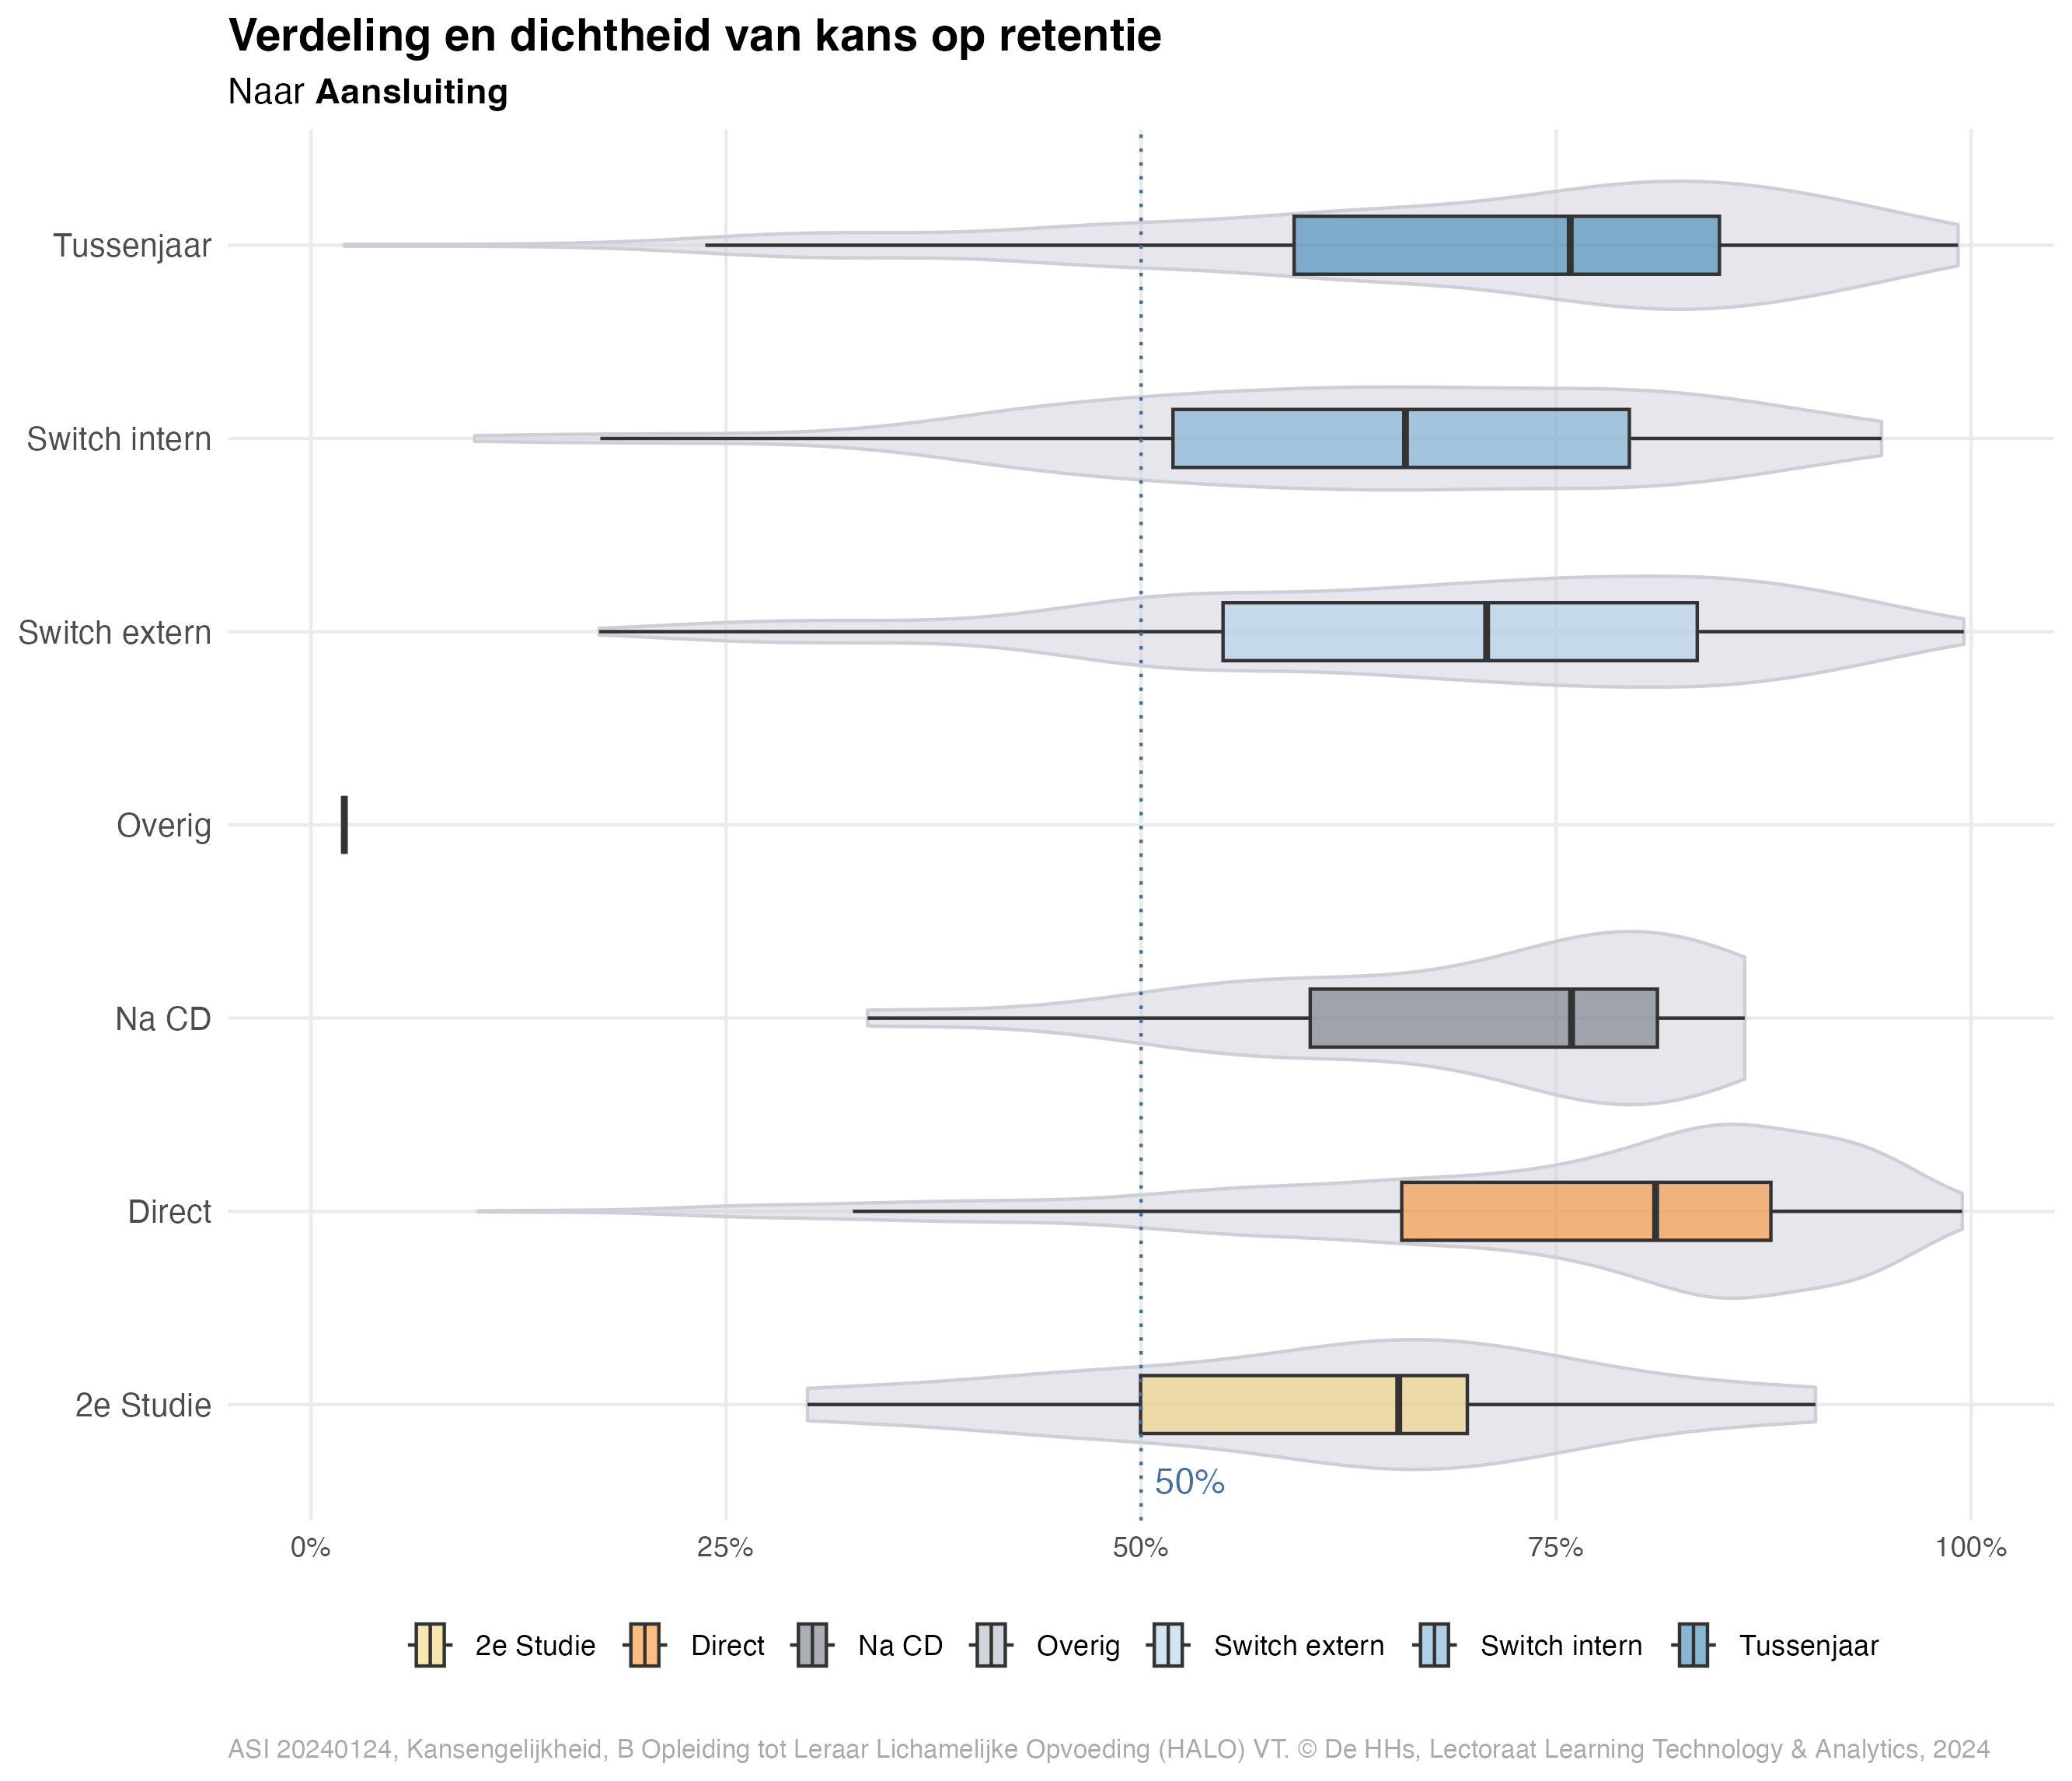 Verdeling en dichtheid van kans op retentie
Naar Aansluiting
Tussenjaar
Switch intern
Switch extern
Overig
Na CD
Direct
2e Studie
50%
0% 25% 50% 75% 100%
2e Studie Direct Na CD Overig Switch extern Switch intern Tussenjaar
ASI 20240124, Kansengelijkheid, B Opleiding tot Leraar Lichamelijke Opvoeding (HALO) VT. © De HHs, Lectoraat Learning Technology & Analytics, 2024